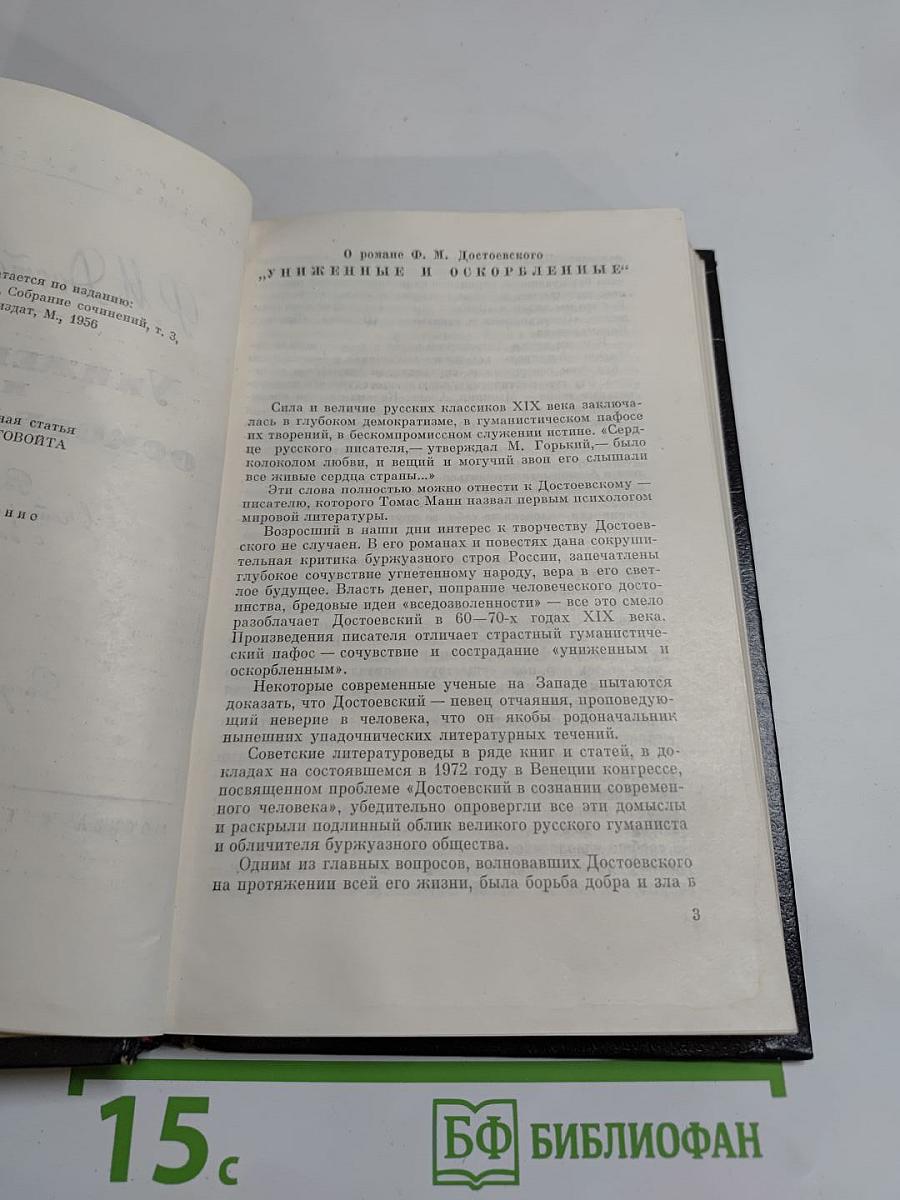 тается по изданию:
Собрание сочинений, т. 3,
издат, М., 1956
ная статья
ГОВОЙТА
О романе Ф. М. Достоевского
„УНИЖЕННЫЕ И ОСКОРБЛЕННЫЕ“
Сила и величие русских классиков XIX века заключа-
лась в глубоком демократизме, в гуманистическом пафосе
их творений, в бескомпромиссном служении истине. «Серд-
це русского писателя,— утверждал М. Горький,— было
колоколом любви, и вещий и могучий звон его слышали
все живые сердца страны...»
Эти слова полностью можно отнести к Достоевскому —
писателю, которого Томас Манн назвал первым психологом
мировой литературы.
Возросший в наши дни интерес к творчеству Достоев-
ского не случаен. В его романах и повестях дана сокруши-
тельная критика буржуазного строя России, запечатлены
глубокое сочувствие угнетенному народу, вера в его свет-
лое будущее. Власть денег, попрание человеческого досто-
инства, бредовые идеи «вседозволенности» — все это смело
разоблачает Достоевский в 60—70-х годах XIX века.
Произведения писателя отличает страстный гуманистиче-
ский пафос — сочувствие и сострадание «униженным и
оскорбленным».
Некоторые современные ученые на Западе пытаются
доказать, что Достоевский — певец отчаяния, проповедую-
щий неверие в человека, что он якобы родоначальник
нынешних упадочнических литературных течений.
Советские литературоведы в ряде книг и статей, в до-
кладах на состоявшемся в 1972 году в Венеции конгрессе,
посвященном проблеме «Достоевский в сознании современ-
ного человека», убедительно опровергли все эти домыслы
и раскрыли подлинный облик великого русского гуманиста
и обличителя буржуазного общества.
Одним из главных вопросов, волновавших Достоевского
на протяжении всей его жизни, была борьба добра и зла в
3
15 с
БФ БИБЛИОФАН